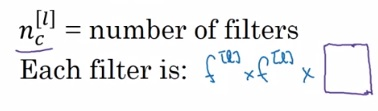 n_c^{[l]} = number of filters
Each filter is: f^{[l]} × f^{[l]} ×